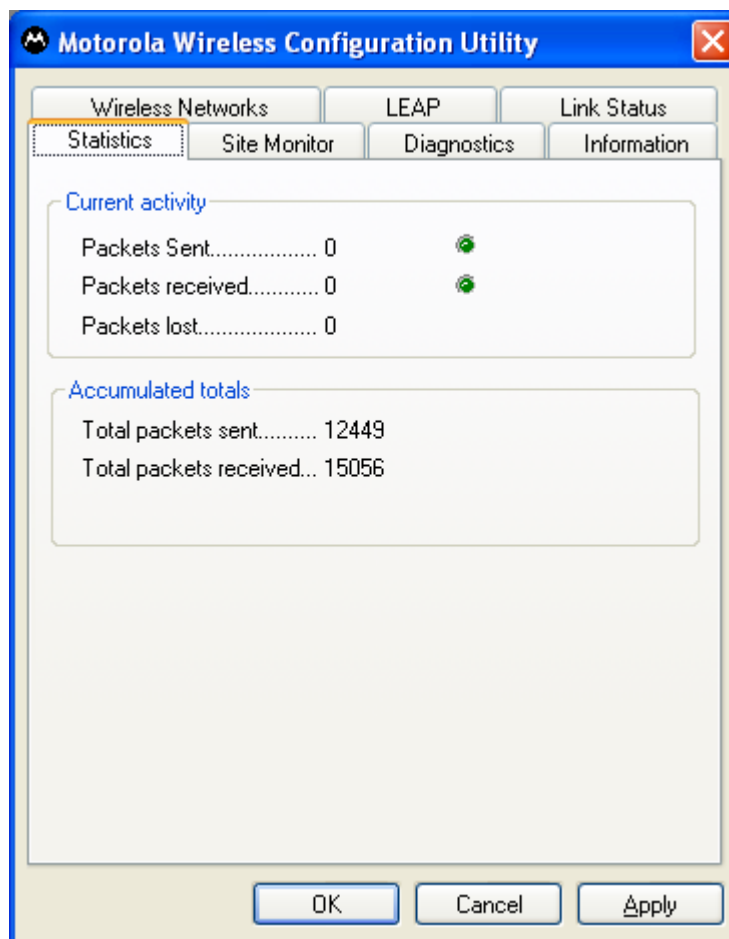 Motorola Wireless Configuration Utility
Wireless Networks LEAP Link Status
Statistics Site Monitor Diagnostics Information
Current activity
Packets Sent.................. 0
Packets received............ 0
Packets lost.................... 0
Accumulated totals
Total packets sent.......... 12449
Total packets received... 15056
OK Cancel Apply